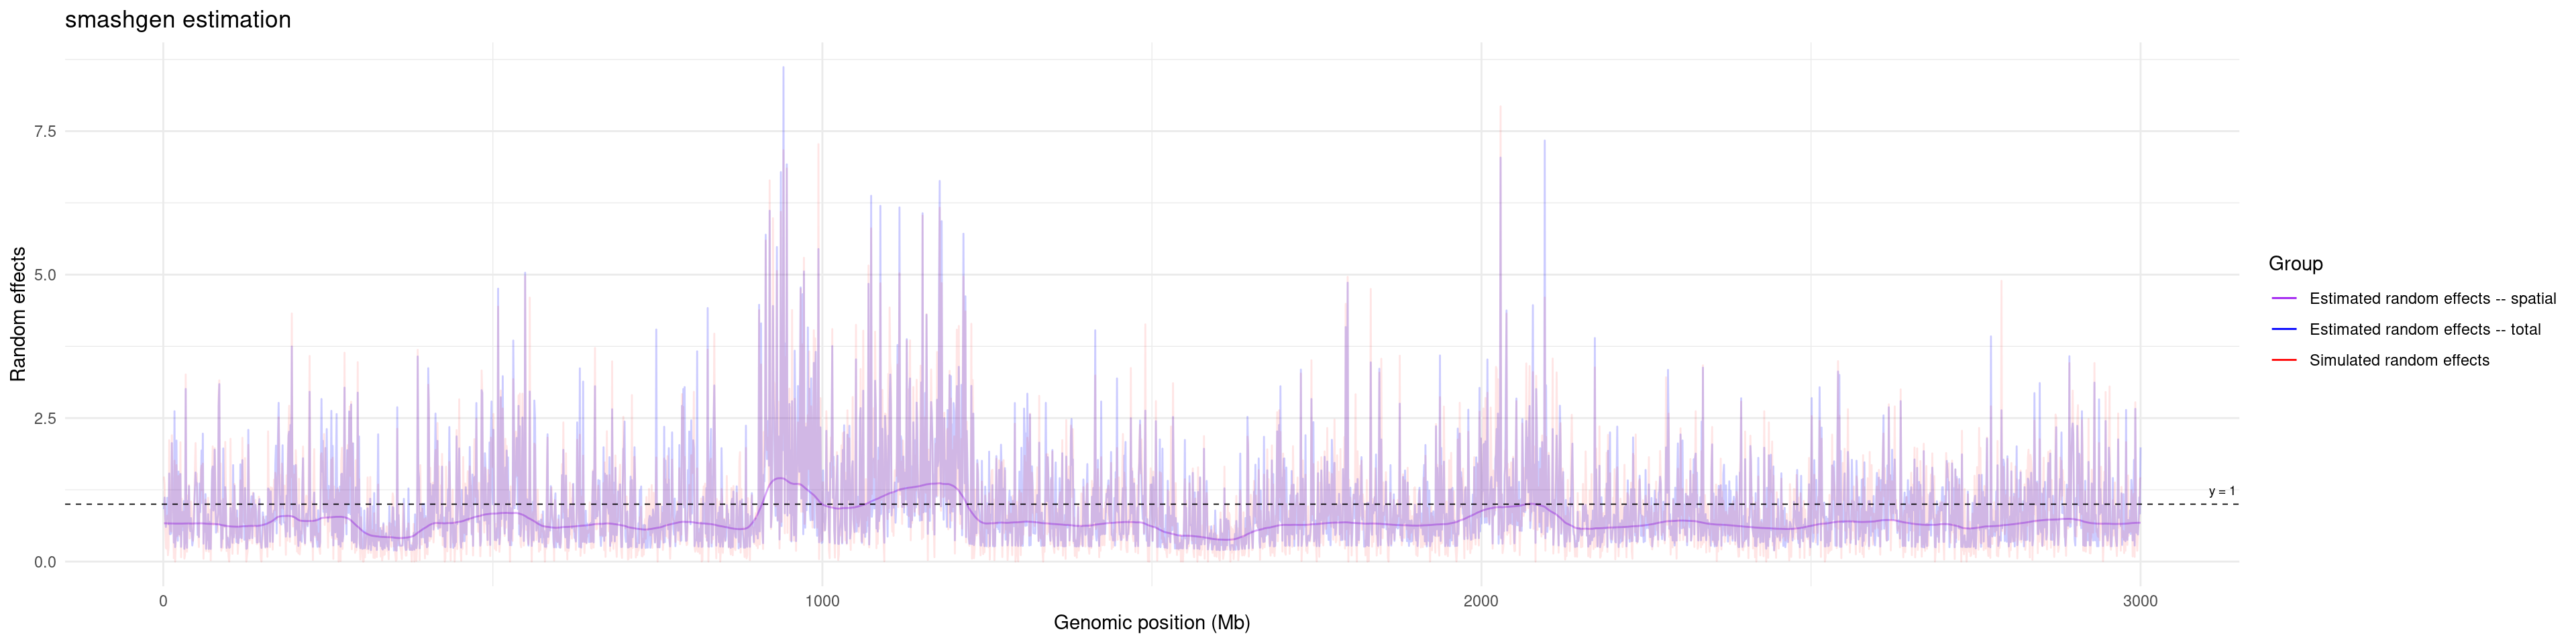 smashgen estimation
7.5
5.0
2.5
0.0
Random effects
y = 1
0
1000
2000
3000
Genomic position (Mb)
Group
Estimated random effects -- spatial
Estimated random effects -- total
Simulated random effects